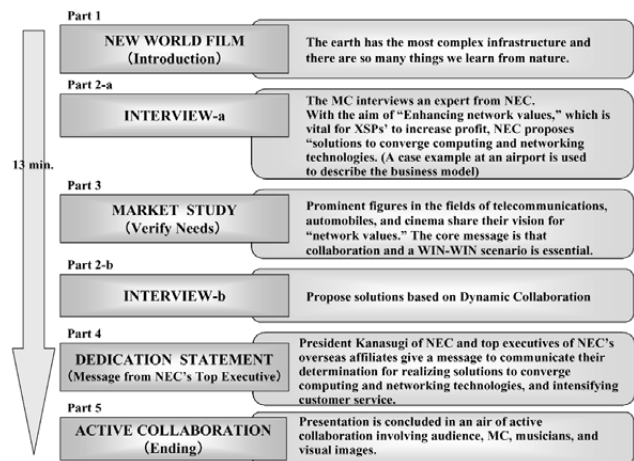 Part 1
NEW WORLD FILM
(Introduction)
The earth has the most complex infrastructure and
there are so many things we learn from nature.
Part 2-a
INTERVIEW-a
The MC interviews an expert from NEC.
With the aim of “Enhancing network values,” which is
vital for XSPs’ to increase profit, NEC proposes
“solutions to converge computing and networking
technologies. (A case example at an airport is used
to describe the business model)
13 min.
Part 3
MARKET STUDY
(Verify Needs)
Prominent figures in the fields of telecommunications,
automobiles, and cinema share their vision for
“network values.” The core message is that
collaboration and a WIN-WIN scenario is essential.
Part 2-b
INTERVIEW-b
Propose solutions based on Dynamic Collaboration
Part 4
DEDICATION STATEMENT
(Message from NEC’s Top Executive)
President Kanasugi of NEC and top executives of NEC’s
overseas affiliates give a message to communicate their
determination for realizing solutions to converge
computing and networking technologies, and intensifying
customer service.
Part 5
ACTIVE COLLABORATION
(Ending)
Presentation is concluded in an air of active
collaboration involving audience, MC, musicians, and
visual images.